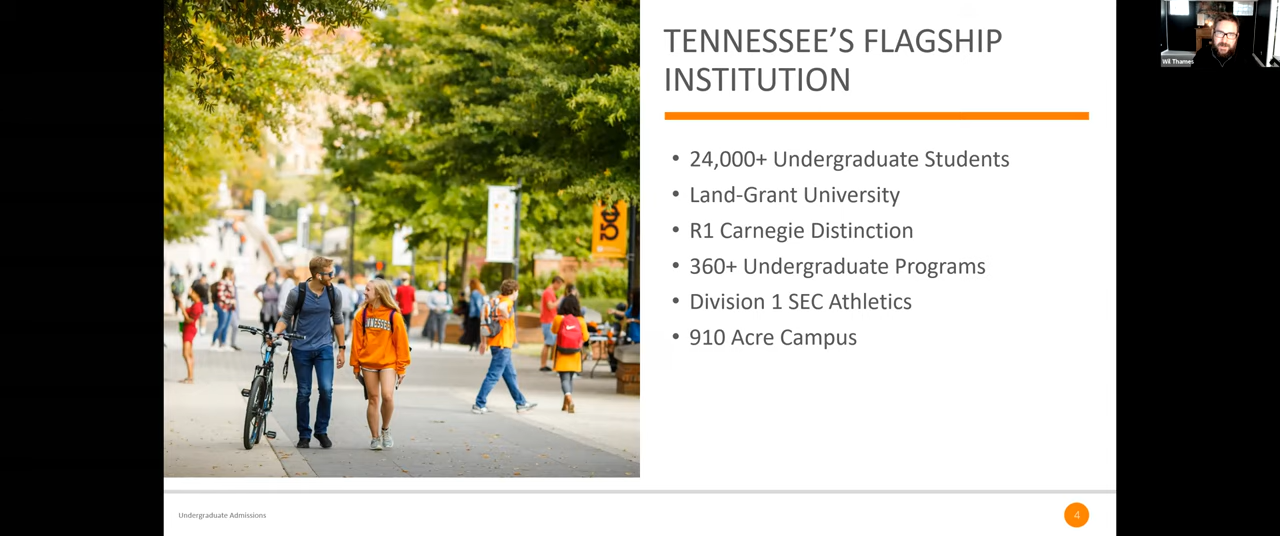 TENNESSEE’S FLAGSHIP
INSTITUTION
• 24,000+ Undergraduate Students
• Land-Grant University
• R1 Carnegie Distinction
• 360+ Undergraduate Programs
• Division 1 SEC Athletics
• 910 Acre Campus
Undergraduate Admissions
4
Wil Thames